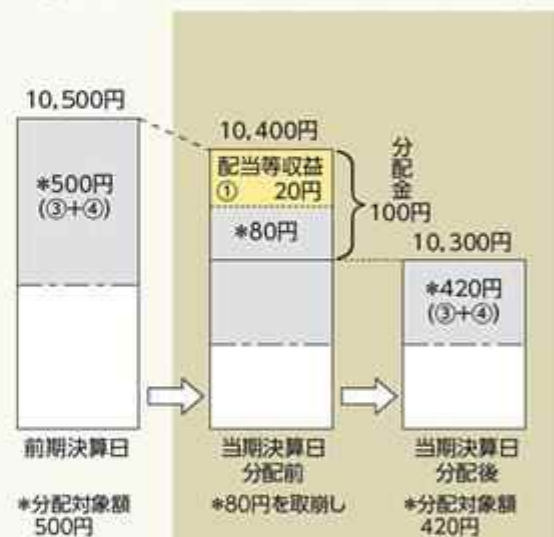 10,500円
*500円
(③+④)
前期決算日
*分配対象額
500円
10,400円
配当等収益
① 20円
*80円
分配金
100円
当期決算日
分配前
*80円を取崩し
10,300円
*420円
(③+④)
当期決算日
分配後
*分配対象額
420円